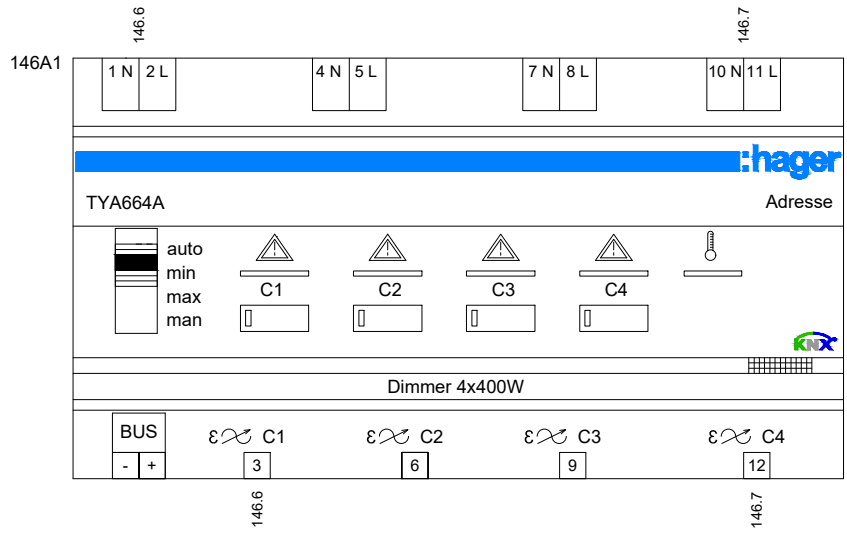 146.6 146.7
146A1
1 N 2 L 4 N 5 L 7 N 8 L 10 N 11 L
:hager
TYA664A Adresse
auto
min
max
man
C1 C2 C3 C4
KNX
Dimmer 4x400W
BUS
- +
C1 C2 C3 C4
3 6 9 12
146.6 146.7